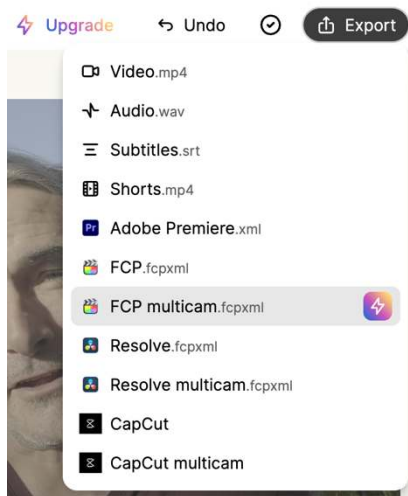 Upgrade Undo Export
Video.mp4
Audio.wav
Subtitles.srt
Shorts.mp4
Pr Adobe Premiere.xml
FCP.fcpxml
FCP multicam.fcpxml
Resolve.fcpxml
Resolve multicam.fcpxml
CapCut
CapCut multicam